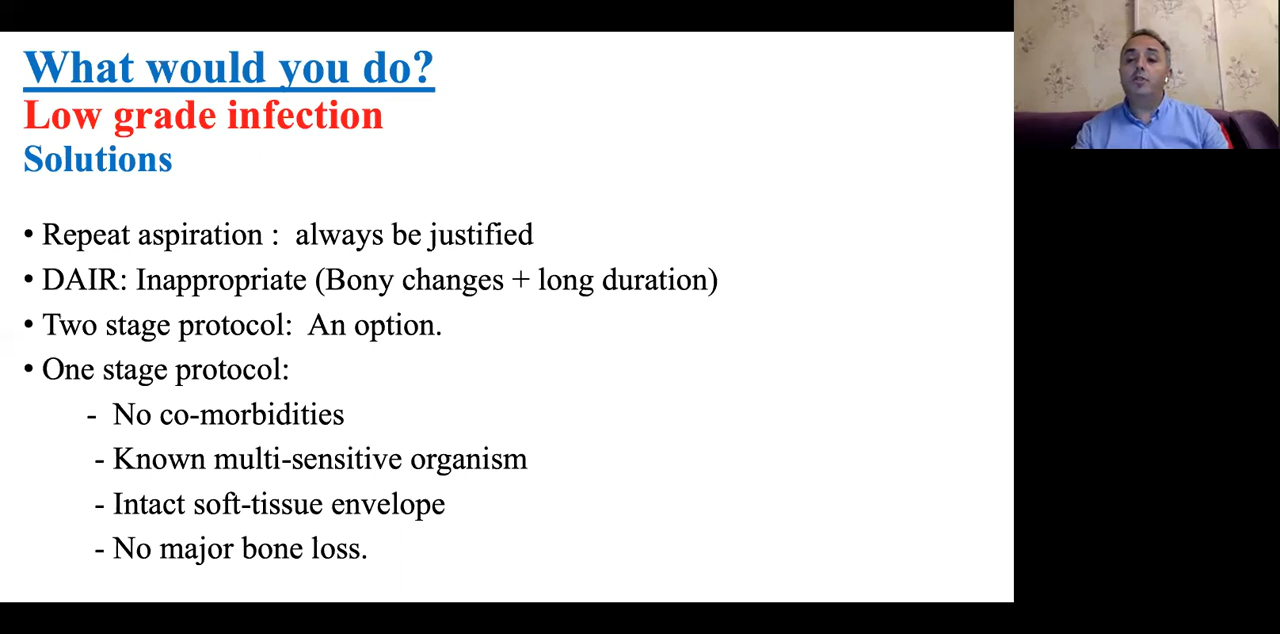 What would you do?
Low grade infection
Solutions
• Repeat aspiration :  always be justified
• DAIR: Inappropriate (Bony changes + long duration)
• Two stage protocol:  An option.
• One stage protocol:
-  No co-morbidities
- Known multi-sensitive organism
- Intact soft-tissue envelope
- No major bone loss.